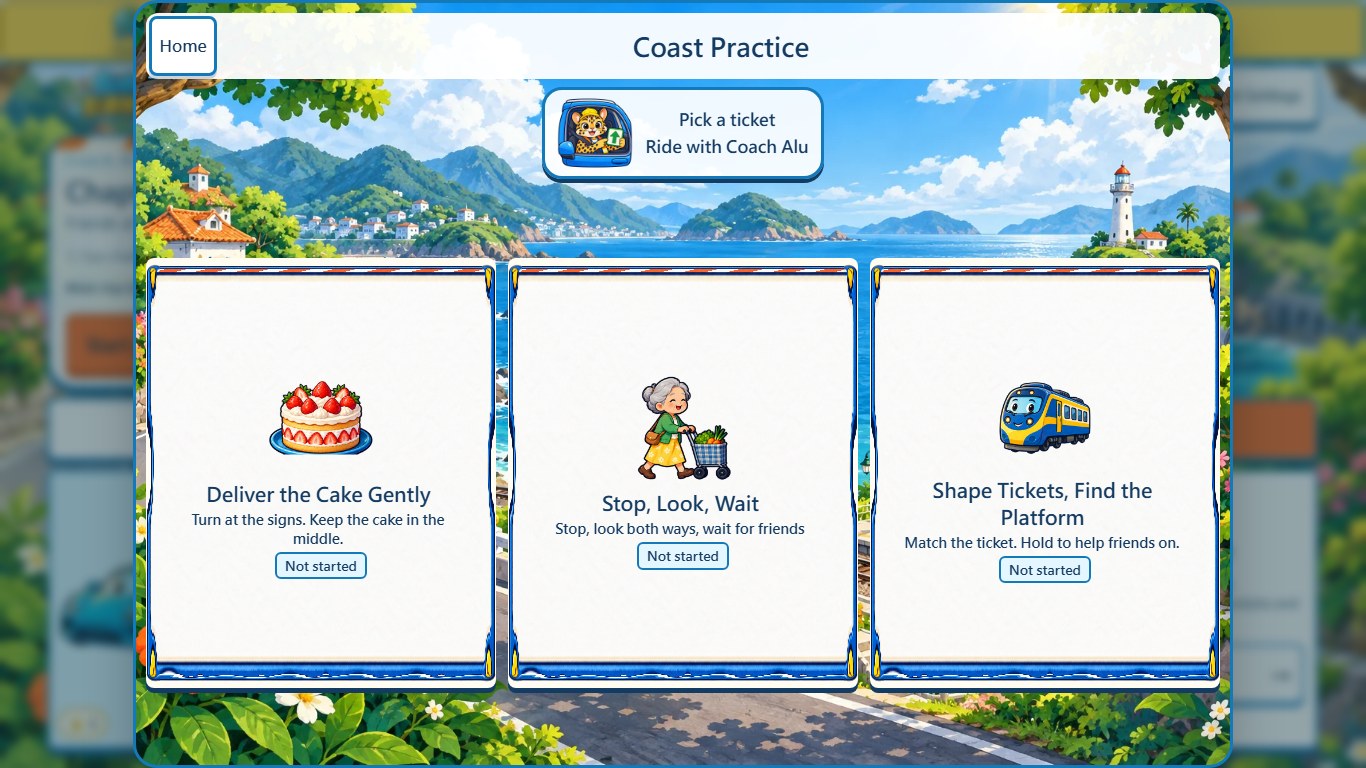 Home
Coast Practice
Pick a ticket
Ride with Coach Alu
Deliver the Cake Gently
Turn at the signs. Keep the cake in the
middle.
Not started
Stop, Look, Wait
Stop, look both ways, wait for friends
Not started
Shape Tickets, Find the
Platform
Match the ticket. Hold to help friends on.
Not started